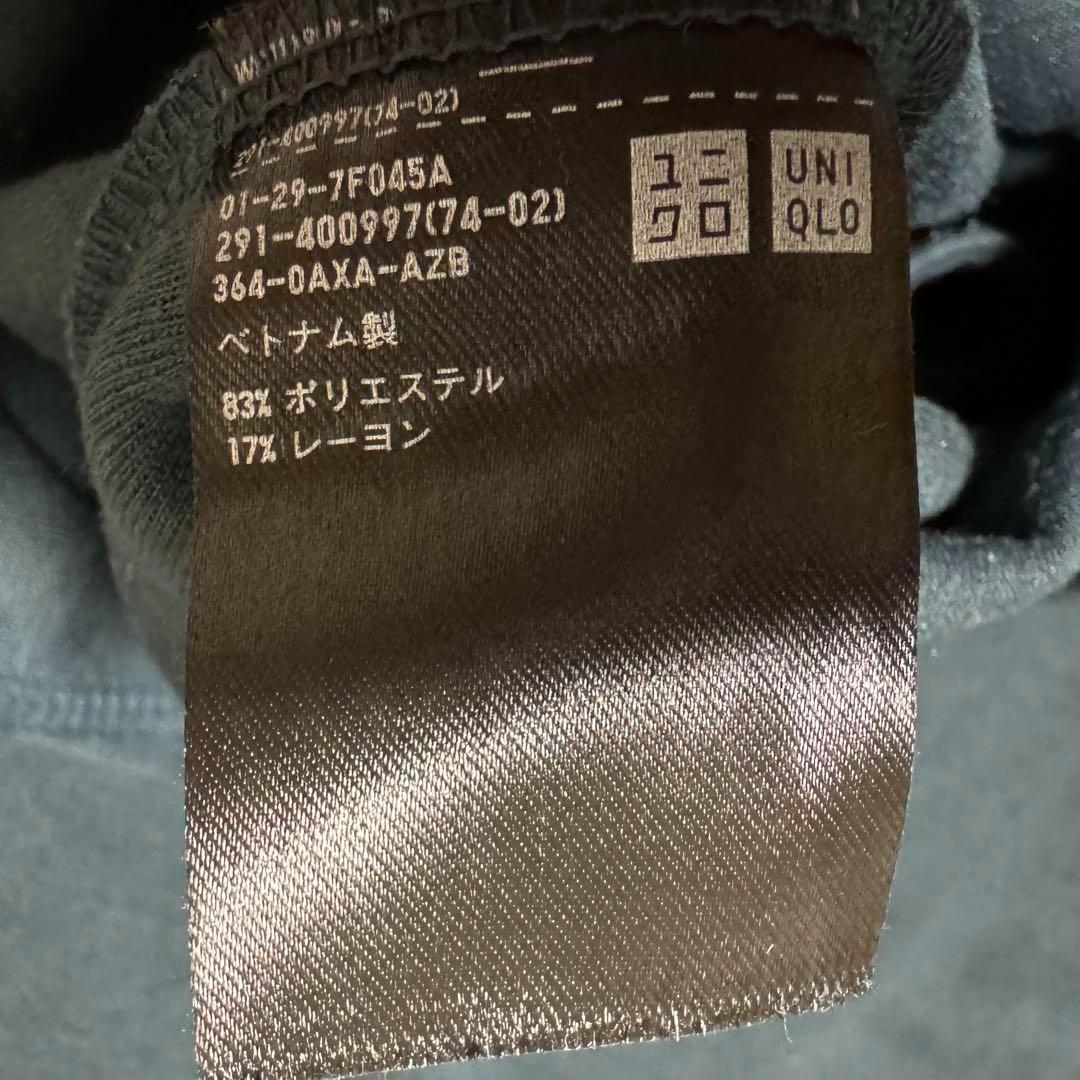 291-400997(74-02)
01-29-7F045A
291-400997(74-02)
364-0AXA-AZB
ユニ
クロ
UNI
QLO
ベトナム製
83% ポリエステル
17% レーヨン